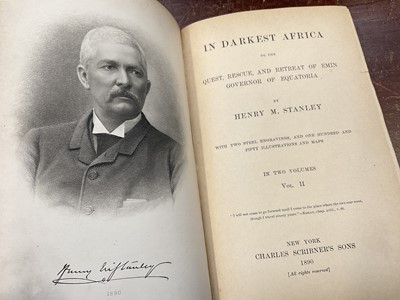 Henry M Stanley
1890
IN DARKEST AFRICA
OR THE
QUEST, RESCUE, AND RETREAT OF EMIN
GOVERNOR OF EQUATORIA
BY
HENRY M. STANLEY
WITH TWO STEEL ENGRAVINGS, AND ONE HUNDRED AND
FIFTY ILLUSTRATIONS AND MAPS
IN TWO VOLUMES
VOL. II
NEW YORK
CHARLES SCRIBNER'S SONS
1890
[All rights reserved]